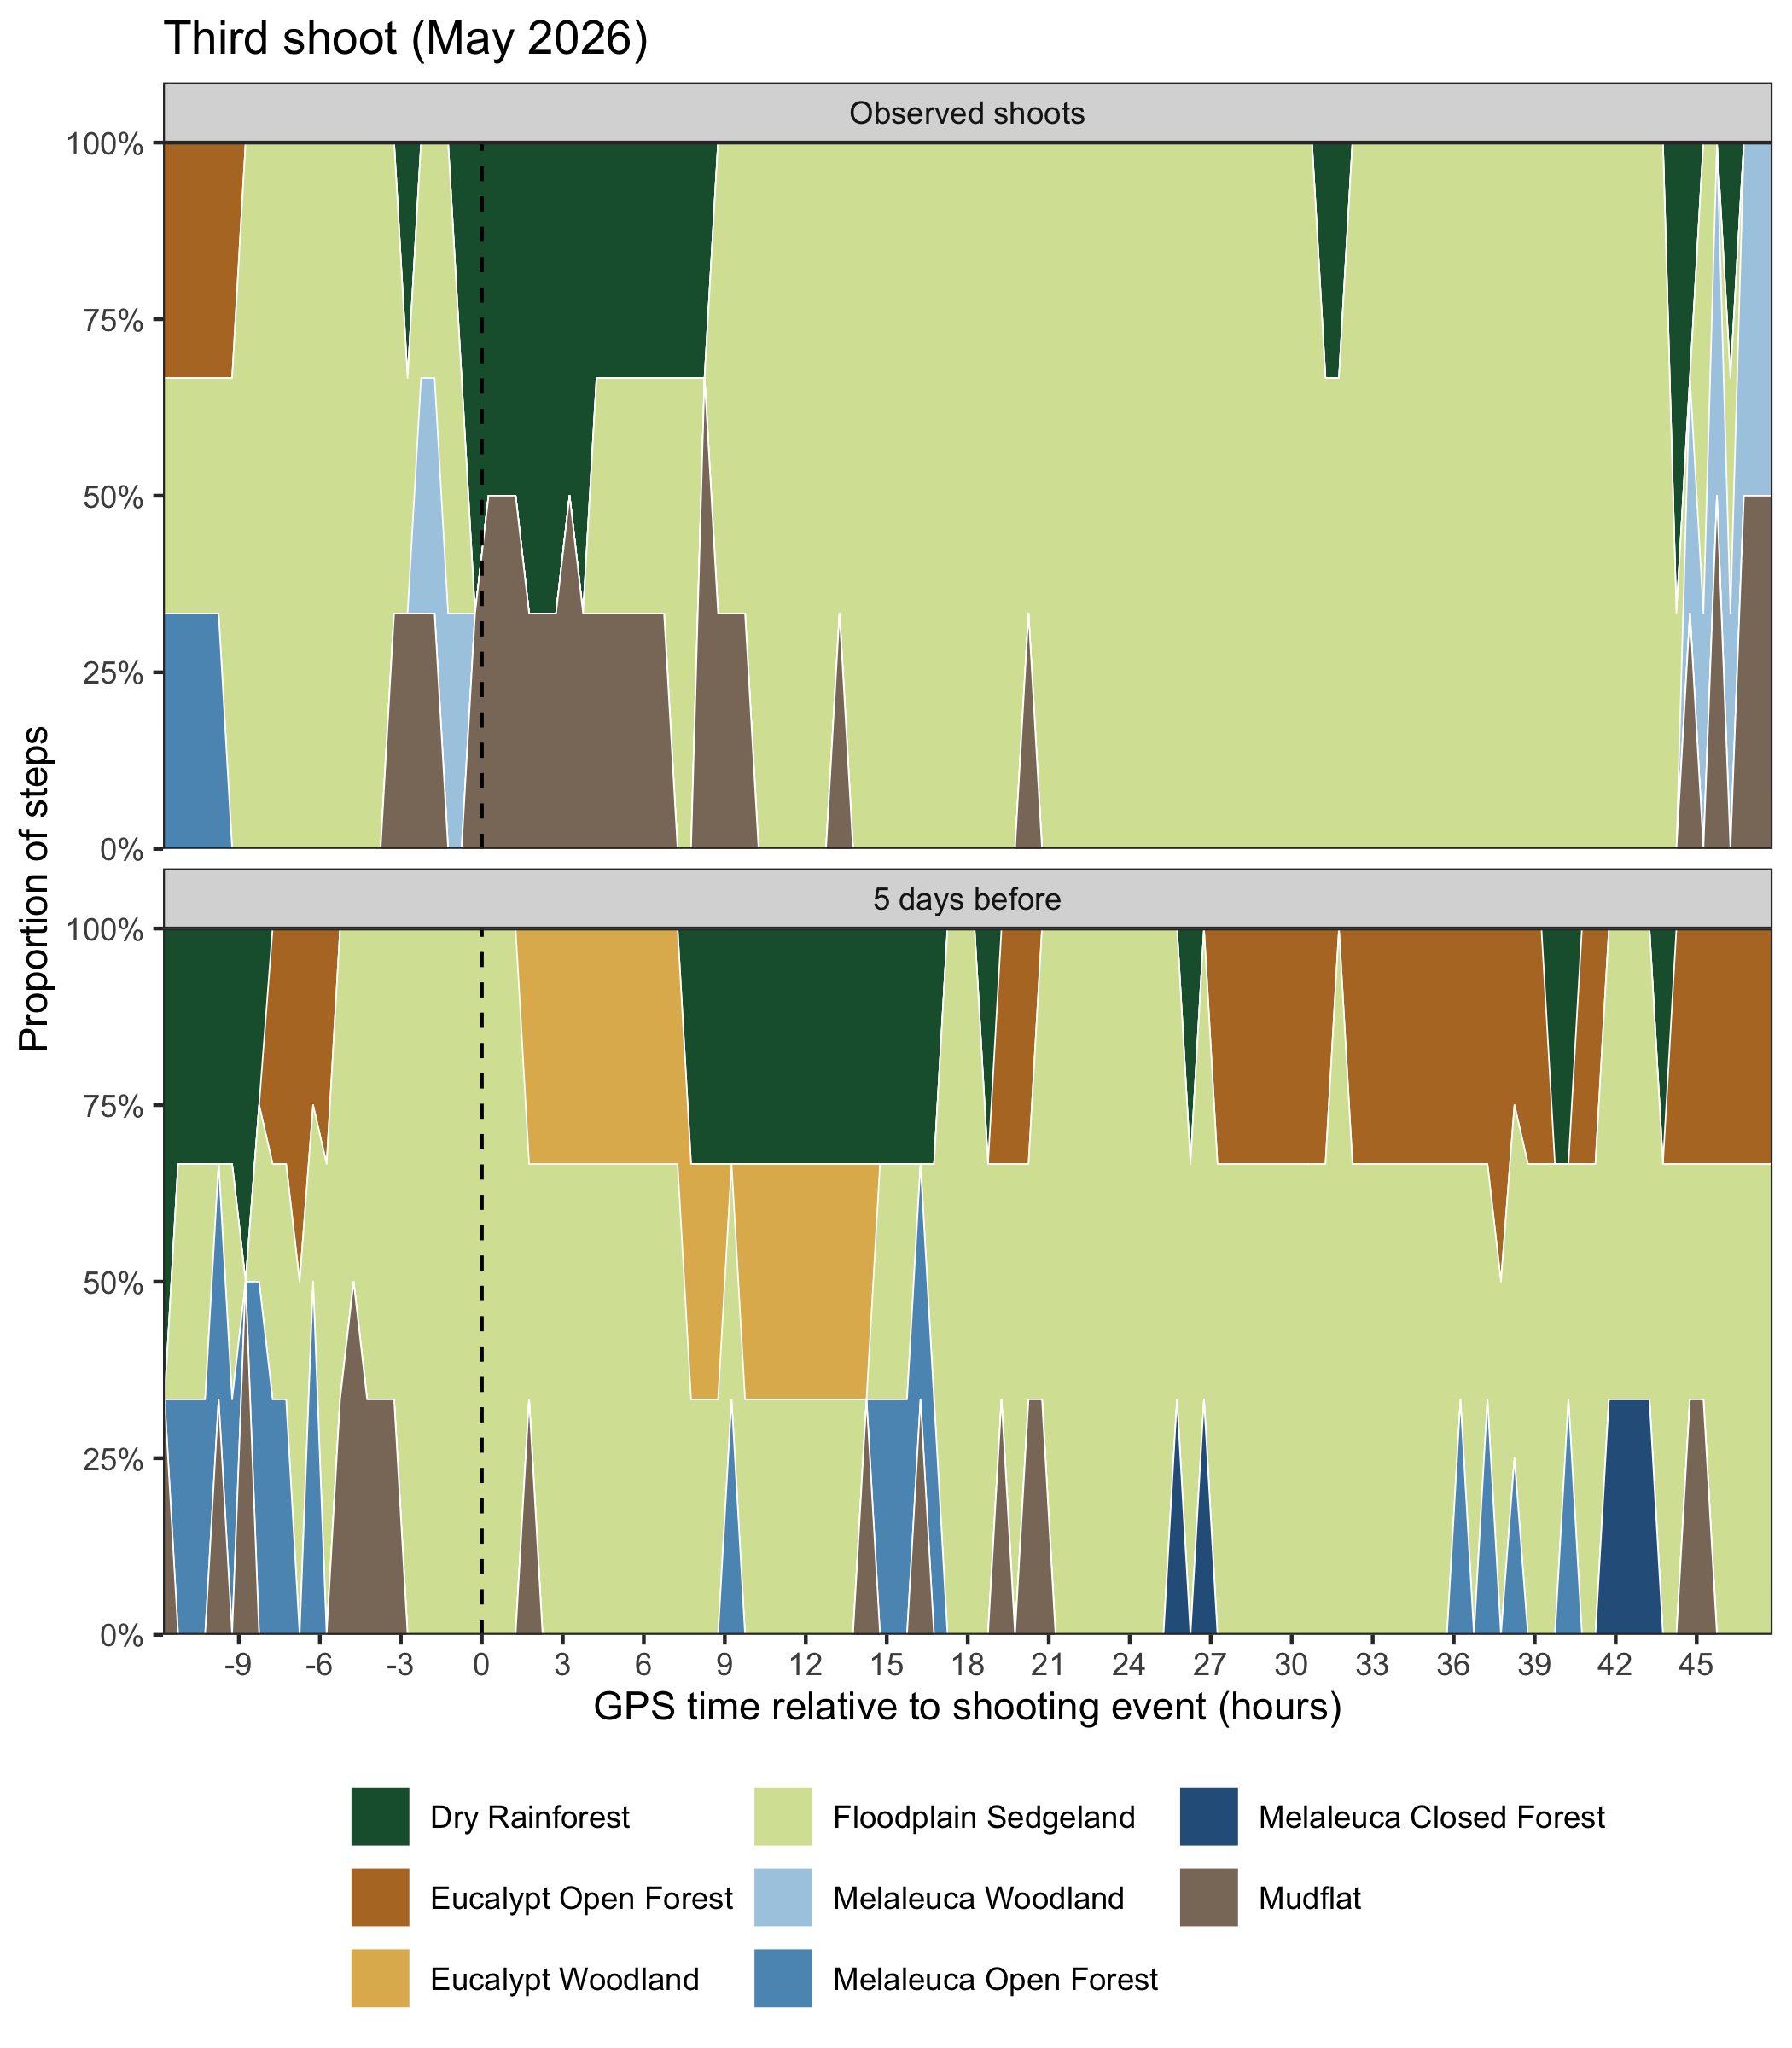 Third shoot (May 2026)
Observed shoots
100%
75%
50%
25%
0%
5 days before
100%
75%
50%
25%
0%
Proportion of steps
-9 -6 -3 0 3 6 9 12 15 18 21 24 27 30 33 36 39 42 45
GPS time relative to shooting event (hours)
Dry Rainforest
Eucalypt Open Forest
Eucalypt Woodland
Floodplain Sedgeland
Melaleuca Woodland
Melaleuca Open Forest
Melaleuca Closed Forest
Mudflat